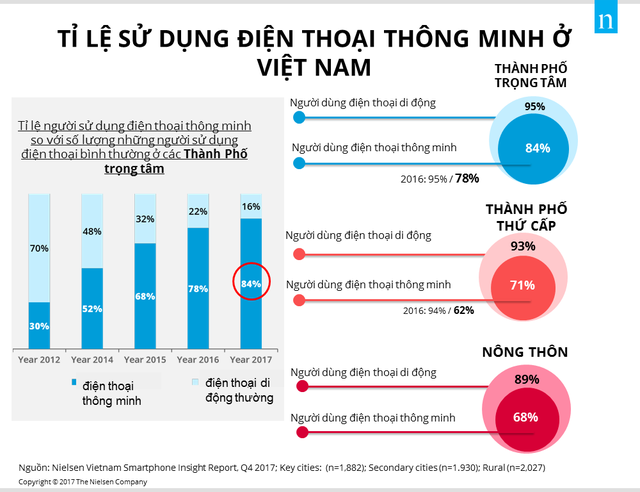 n
TỈ LỆ SỬ DỤNG ĐIỆN THOẠI THÔNG MINH Ở
VIỆT NAM
Tỉ lệ người sử dụng điện thoại thông minh
so với số lượng những người sử dụng
điện thoại bình thường ở các Thành Phố
trọng tâm
70%
48%
32%
22%
16%
30%
52%
68%
78%
84%
Year 2012
Year 2014
Year 2015
Year 2016
Year 2017
điện thoại
thông minh
điện thoại di
động thường
THÀNH PHỐ
TRỌNG TÂM
Người dùng điện thoại di động
95%
Người dùng điện thoại thông minh
84%
2016: 95% / 78%
THÀNH PHỐ
THỨ CẤP
Người dùng điện thoại di động
93%
Người dùng điện thoại thông minh
71%
2016: 94% / 62%
NÔNG THÔN
Người dùng điện thoại di động
89%
Người dùng điện thoại thông minh
68%
Nguồn: Nielsen Vietnam Smartphone Insight Report, Q4 2017; Key cities: (n=1,882); Secondary cities (n=1.930); Rural (n=2,027)
Copyright © 2017 The Nielsen Company